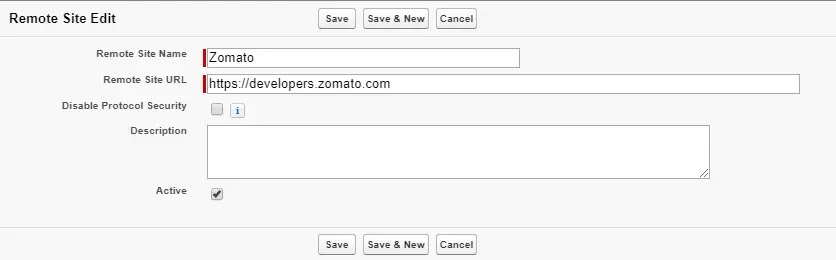 Remote Site Edit
Save
Save & New
Cancel
Remote Site Name
Zomato
Remote Site URL
https://developers.zomato.com
Disable Protocol Security
i
Description
Active
Save
Save & New
Cancel